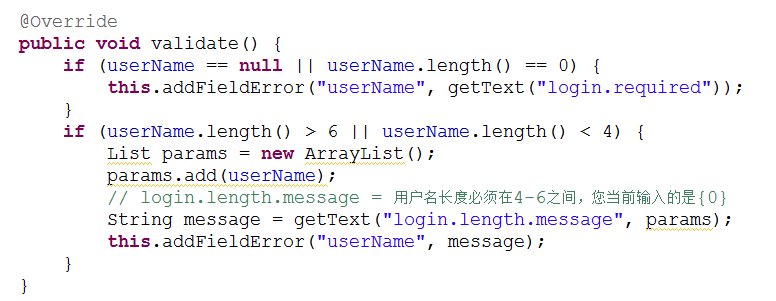 @Override
public void validate() {
    if (userName == null || userName.length() == 0) {
        this.addFieldError("userName", getText("login.required"));
    }
    if (userName.length() > 6 || userName.length() < 4) {
        List params = new ArrayList();
        params.add(userName);
        // login.length.message = 用户名长度必须在4-6之间，您当前输入的是{0}
        String message = getText("login.length.message", params);
        this.addFieldError("userName", message);
    }
}